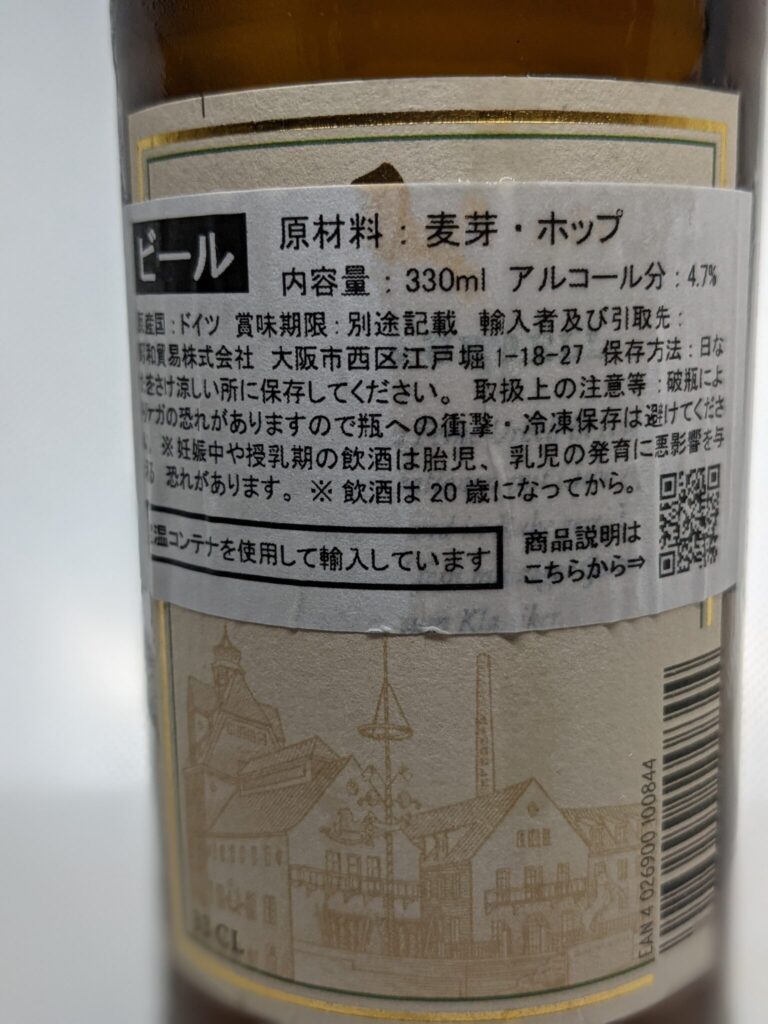 ビール
原材料：麦芽・ホップ
内容量：330ml アルコール分：4.7%
産国：ドイツ 賞味期限：別途記載 輸入者及び引取先：
和貿易株式会社 大阪市西区江戸堀 1-18-27 保存方法：日な
をさけ涼しい所に保存してください。 取扱上の注意等：破瓶によ
ケガの恐れがありますので瓶への衝撃・冷凍保存は避けてくださ
。※妊娠中や授乳期の飲酒は胎児、乳児の発育に悪影響を与
る 恐れがあります。※飲酒は 20 歳になってから。
温コンテナを使用して輸入しています
商品説明は
こちらから⇒
EAN 4 026900 100844
33 CL